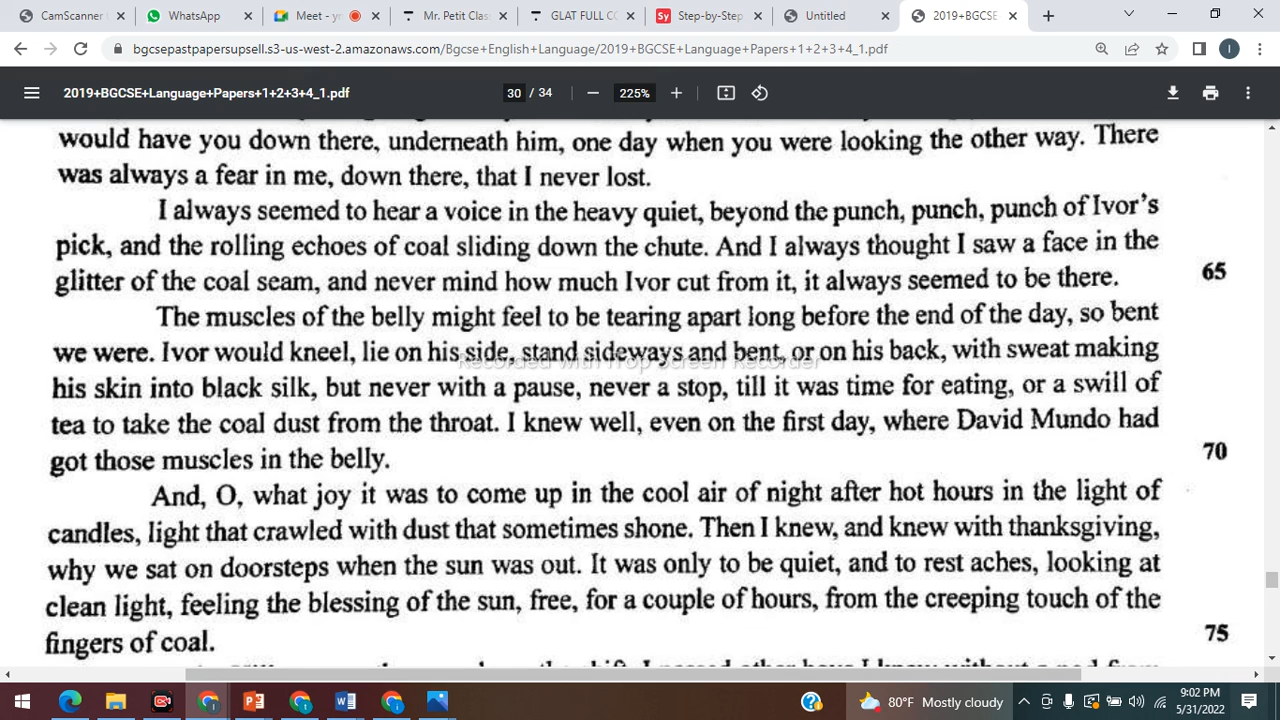 CamScanner
WhatsApp
Meet - yn
Mr. Petit Clas
GLAT FULL CO
Sy Step-by-Step
Untitled
2019+BGCSE
bgcsepastpapersupsell.s3-us-west-2.amazonaws.com/Bgcse+English+Language/2019+BGCSE+Language+Papers+1+2+3+4_1.pdf
2019+BGCSE+Language+Papers+1+2+3+4_1.pdf
30 / 34
225%
would have you down there, underneath him, one day when you were looking the other way. There
was always a fear in me, down there, that I never lost.
I always seemed to hear a voice in the heavy quiet, beyond the punch, punch, punch of Ivor's
pick, and the rolling echoes of coal sliding down the chute. And I always thought I saw a face in the
glitter of the coal seam, and never mind how much Ivor cut from it, it always seemed to be there. 65
The muscles of the belly might feel to be tearing apart long before the end of the day, so bent
we were. Ivor would kneel, lie on his side, stand sideways and bent, or on his back, with sweat making
Recorded with iTop Screen Recorder
his skin into black silk, but never with a pause, never a stop, till it was time for eating, or a swill of
tea to take the coal dust from the throat. I knew well, even on the first day, where David Mundo had
got those muscles in the belly. 70
And, O, what joy it was to come up in the cool air of night after hot hours in the light of
candles, light that crawled with dust that sometimes shone. Then I knew, and knew with thanksgiving,
why we sat on doorsteps when the sun was out. It was only to be quiet, and to rest aches, looking at
clean light, feeling the blessing of the sun, free, for a couple of hours, from the creeping touch of the
fingers of coal. 75
80°F Mostly cloudy
9:02 PM
5/31/2022